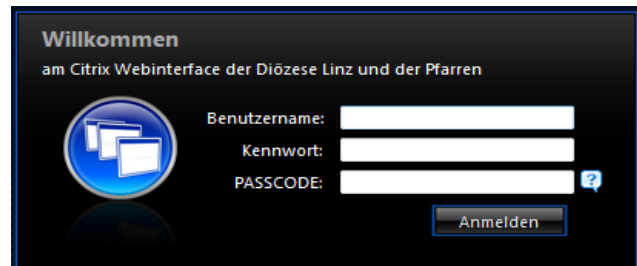 Willkommen
am Citrix Webinterface der Diözese Linz und der Pfarren
Benutzername:
Kennwort:
PASSCODE:
?
Anmelden